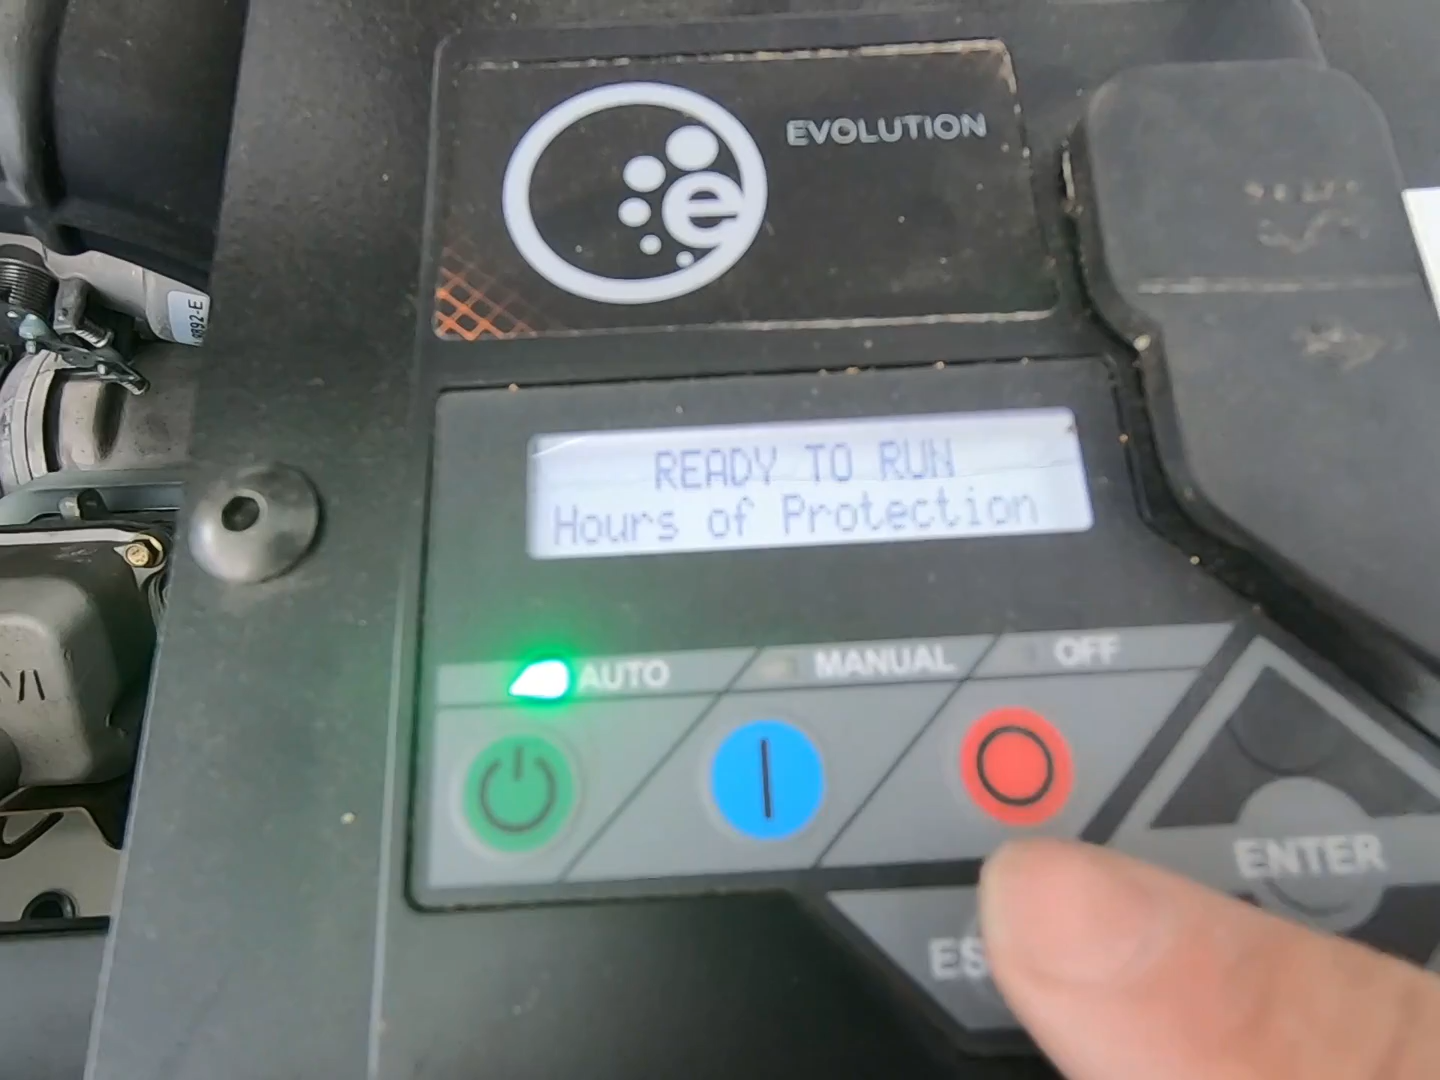 e
EVOLUTION
READY TO RUN
Hours of Protection
AUTO
MANUAL
OFF
ENTER
ES